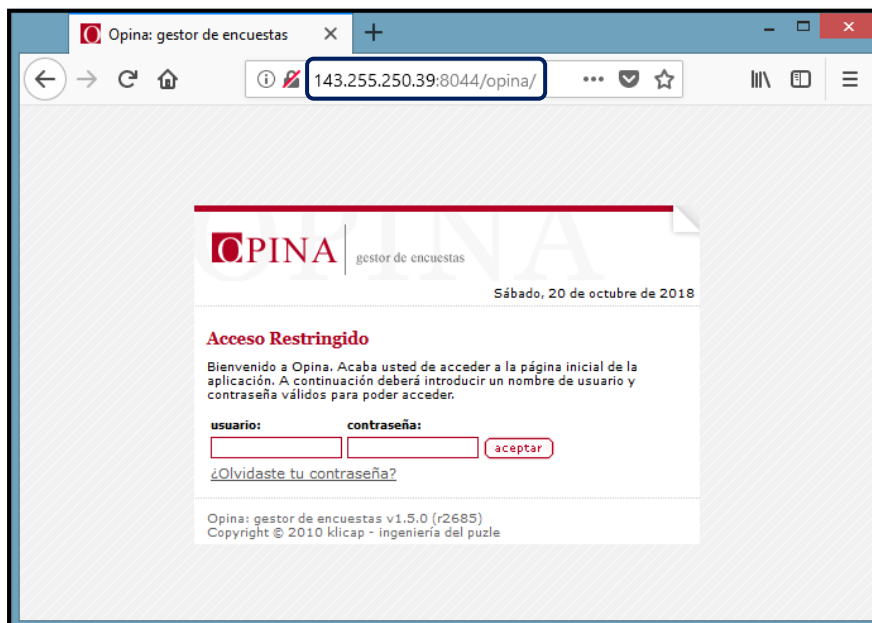 Opina: gestor de encuestas
143.255.250.39:8044/opina/
OPINA
OPINA gestor de encuestas
Sábado, 20 de octubre de 2018
Acceso Restringido
Bienvenido a Opina. Acaba usted de acceder a la página inicial de la
aplicación. A continuación deberá introducir un nombre de usuario y
contraseña válidos para poder acceder.
usuario: contraseña:
aceptar
¿Olvidaste tu contraseña?
Opina: gestor de encuestas v1.5.0 (r2685)
Copyright © 2010 klicap - ingeniería del puzle